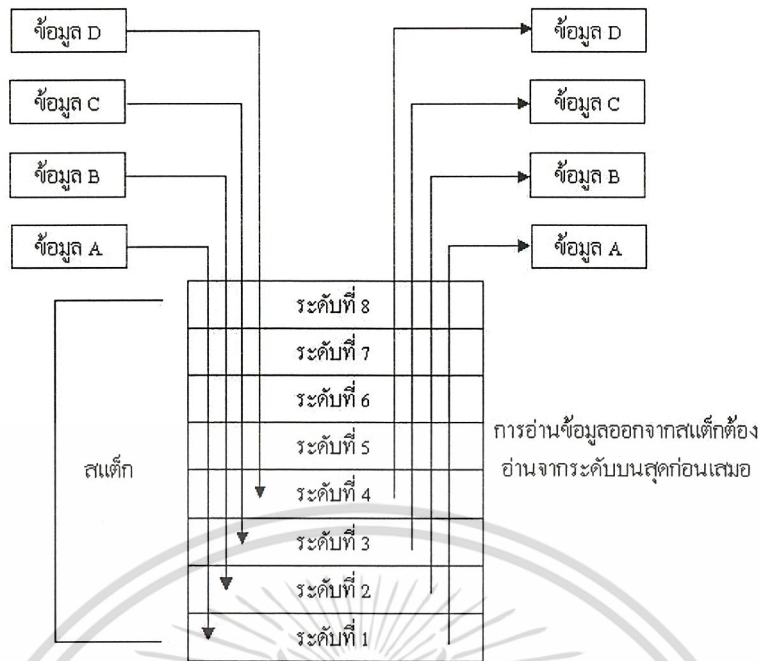 ข้อมูล D
ข้อมูล D
ข้อมูล C
ข้อมูล C
ข้อมูล B
ข้อมูล B
ข้อมูล A
ข้อมูล A
ระดับที่ 8
ระดับที่ 7
ระดับที่ 6
ระดับที่ 5
ระดับที่ 4
ระดับที่ 3
ระดับที่ 2
ระดับที่ 1
สแต็ก
การอ่านข้อมูลออกจากสแต็กต้อง
อ่านจากระดับบนสุดก่อนเสมอ